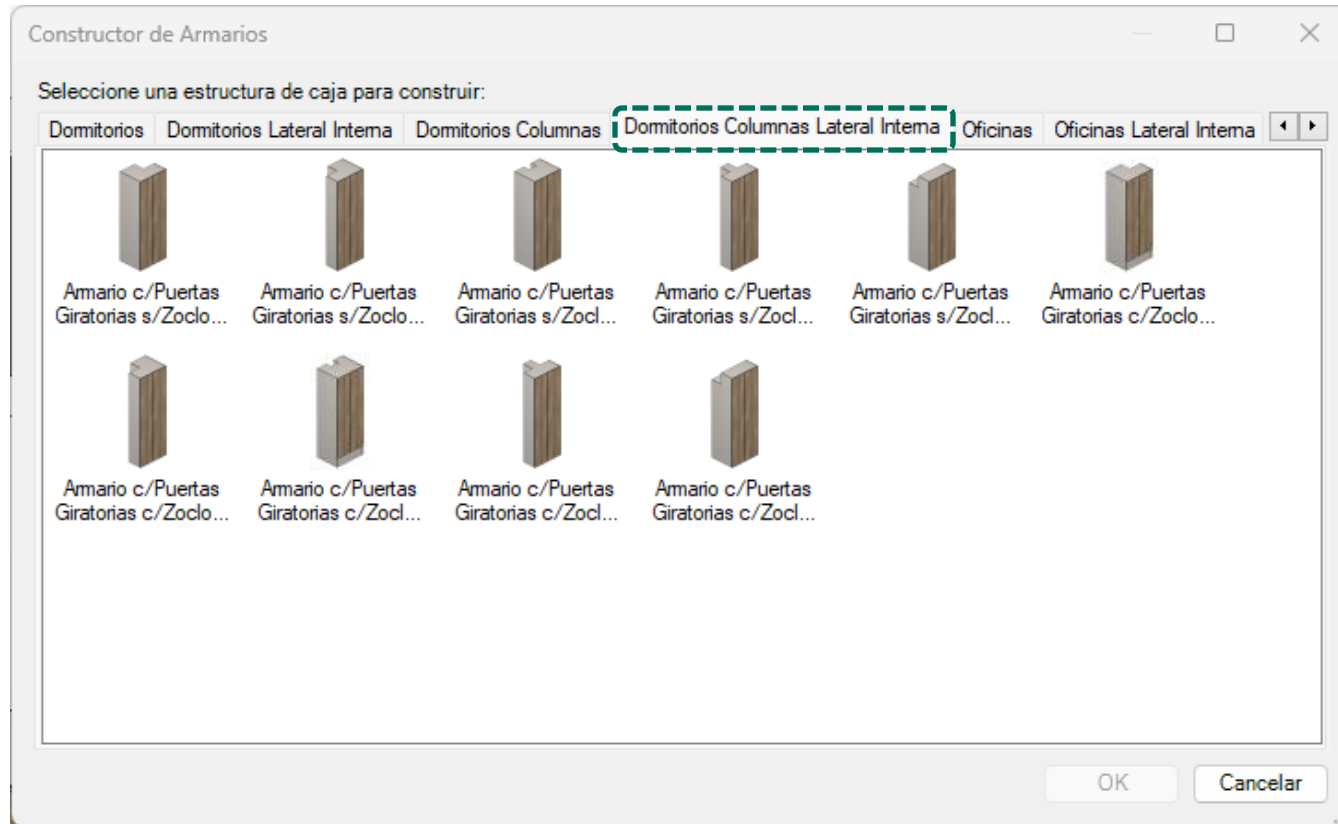 Constructor de Armarios
Seleccione una estructura de caja para construir:
Dormitorios Dormitorios Lateral Interna Dormitorios Columnas Dormitorios Columnas Lateral Interna Oficinas Oficinas Lateral Interna
Armario c/Puertas Armario c/Puertas Armario c/Puertas Armario c/Puertas Armario c/Puertas Armario c/Puertas
Giratorias s/Zoclo... Giratorias s/Zoclo... Giratorias s/Zocl... Giratorias s/Zocl... Giratorias s/Zocl... Giratorias c/Zoclo...
Armario c/Puertas Armario c/Puertas Armario c/Puertas Armario c/Puertas
Giratorias c/Zoclo... Giratorias c/Zocl... Giratorias c/Zocl... Giratorias c/Zocl...
OK Cancelar